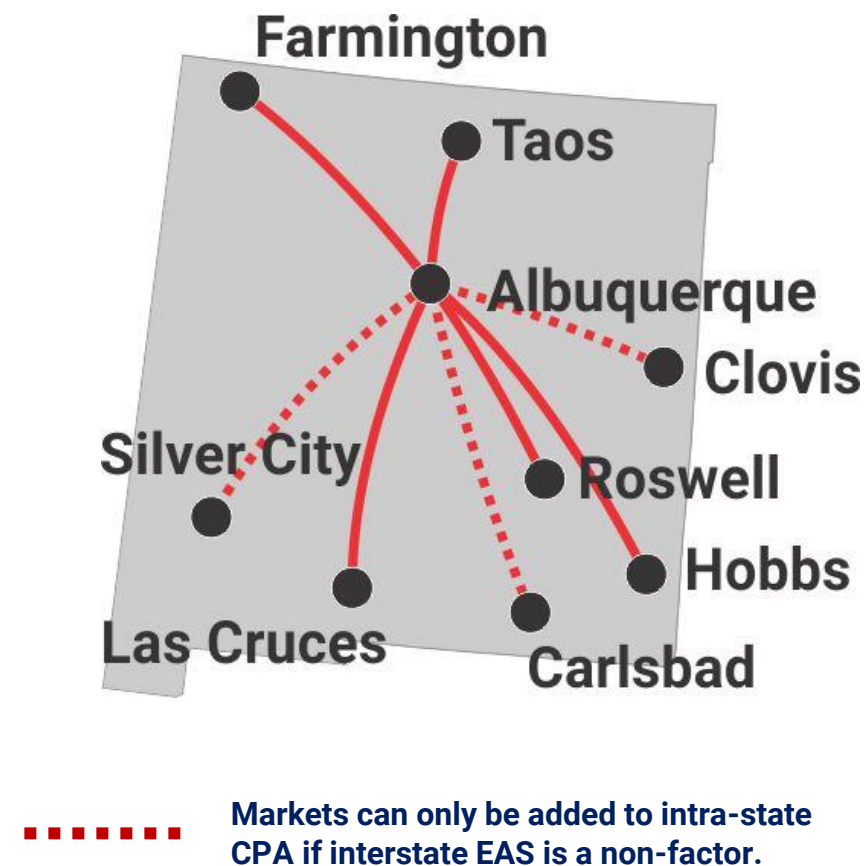 Farmington
Taos
Albuquerque
Clovis
Silver City
Roswell
Hobbs
Las Cruces
Carlsbad
Markets can only be added to intra-state
CPA if interstate EAS is a non-factor.